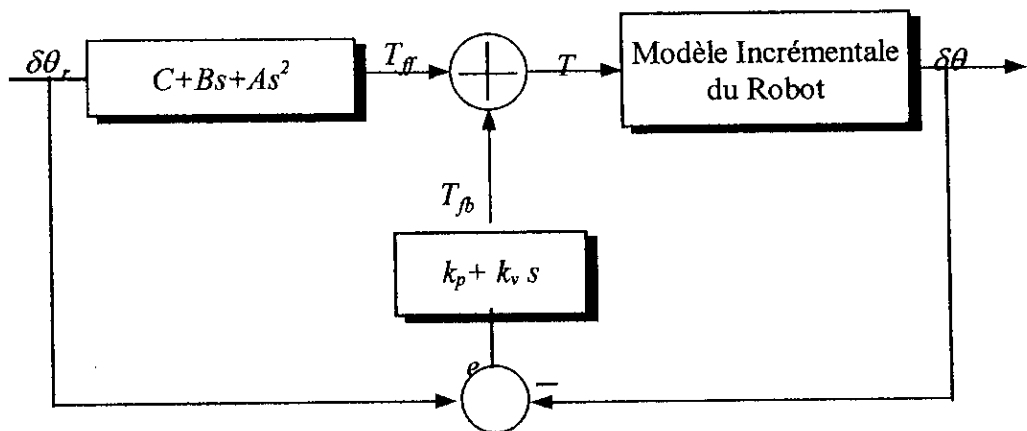 δθr
C+Bs+As²
Tff
T
Modèle Incrémentale
du Robot
δθ
Tfb
kp+ kv s
e
−